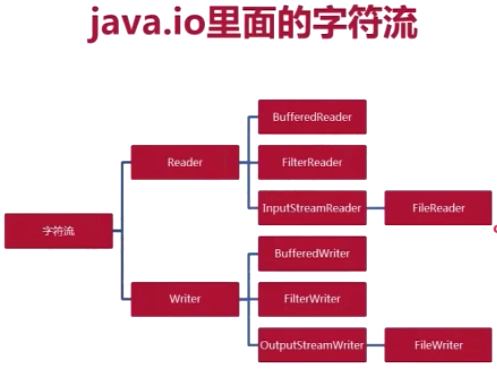 java.io里面的字符流
BufferedReader
Reader
FilterReader
InputStreamReader
FileReader
字符流
BufferedWriter
Writer
FilterWriter
OutputStreamWriter
FileWriter